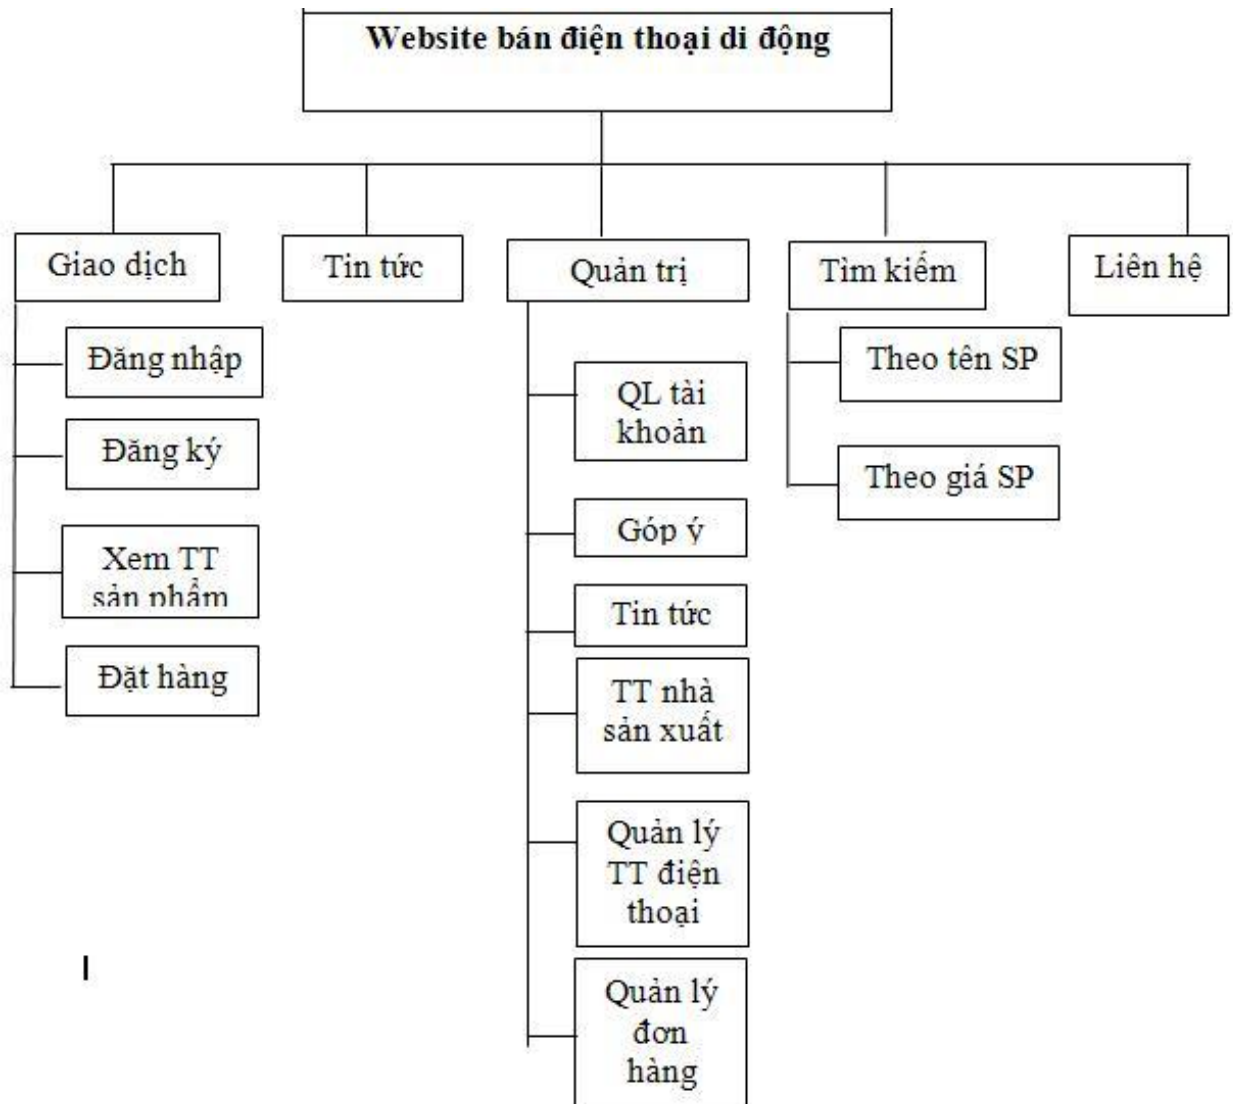 Website bán điện thoại di động
Giao dịch
Tin tức
Quản trị
Tìm kiếm
Liên hệ
Đăng nhập
Đăng ký
Xem TT
sản phẩm
Đặt hàng
QL tài
khoản
Góp ý
Tin tức
TT nhà
sản xuất
Quản lý
TT điện
thoại
Quản lý
đơn
hàng
Theo tên SP
Theo giá SP